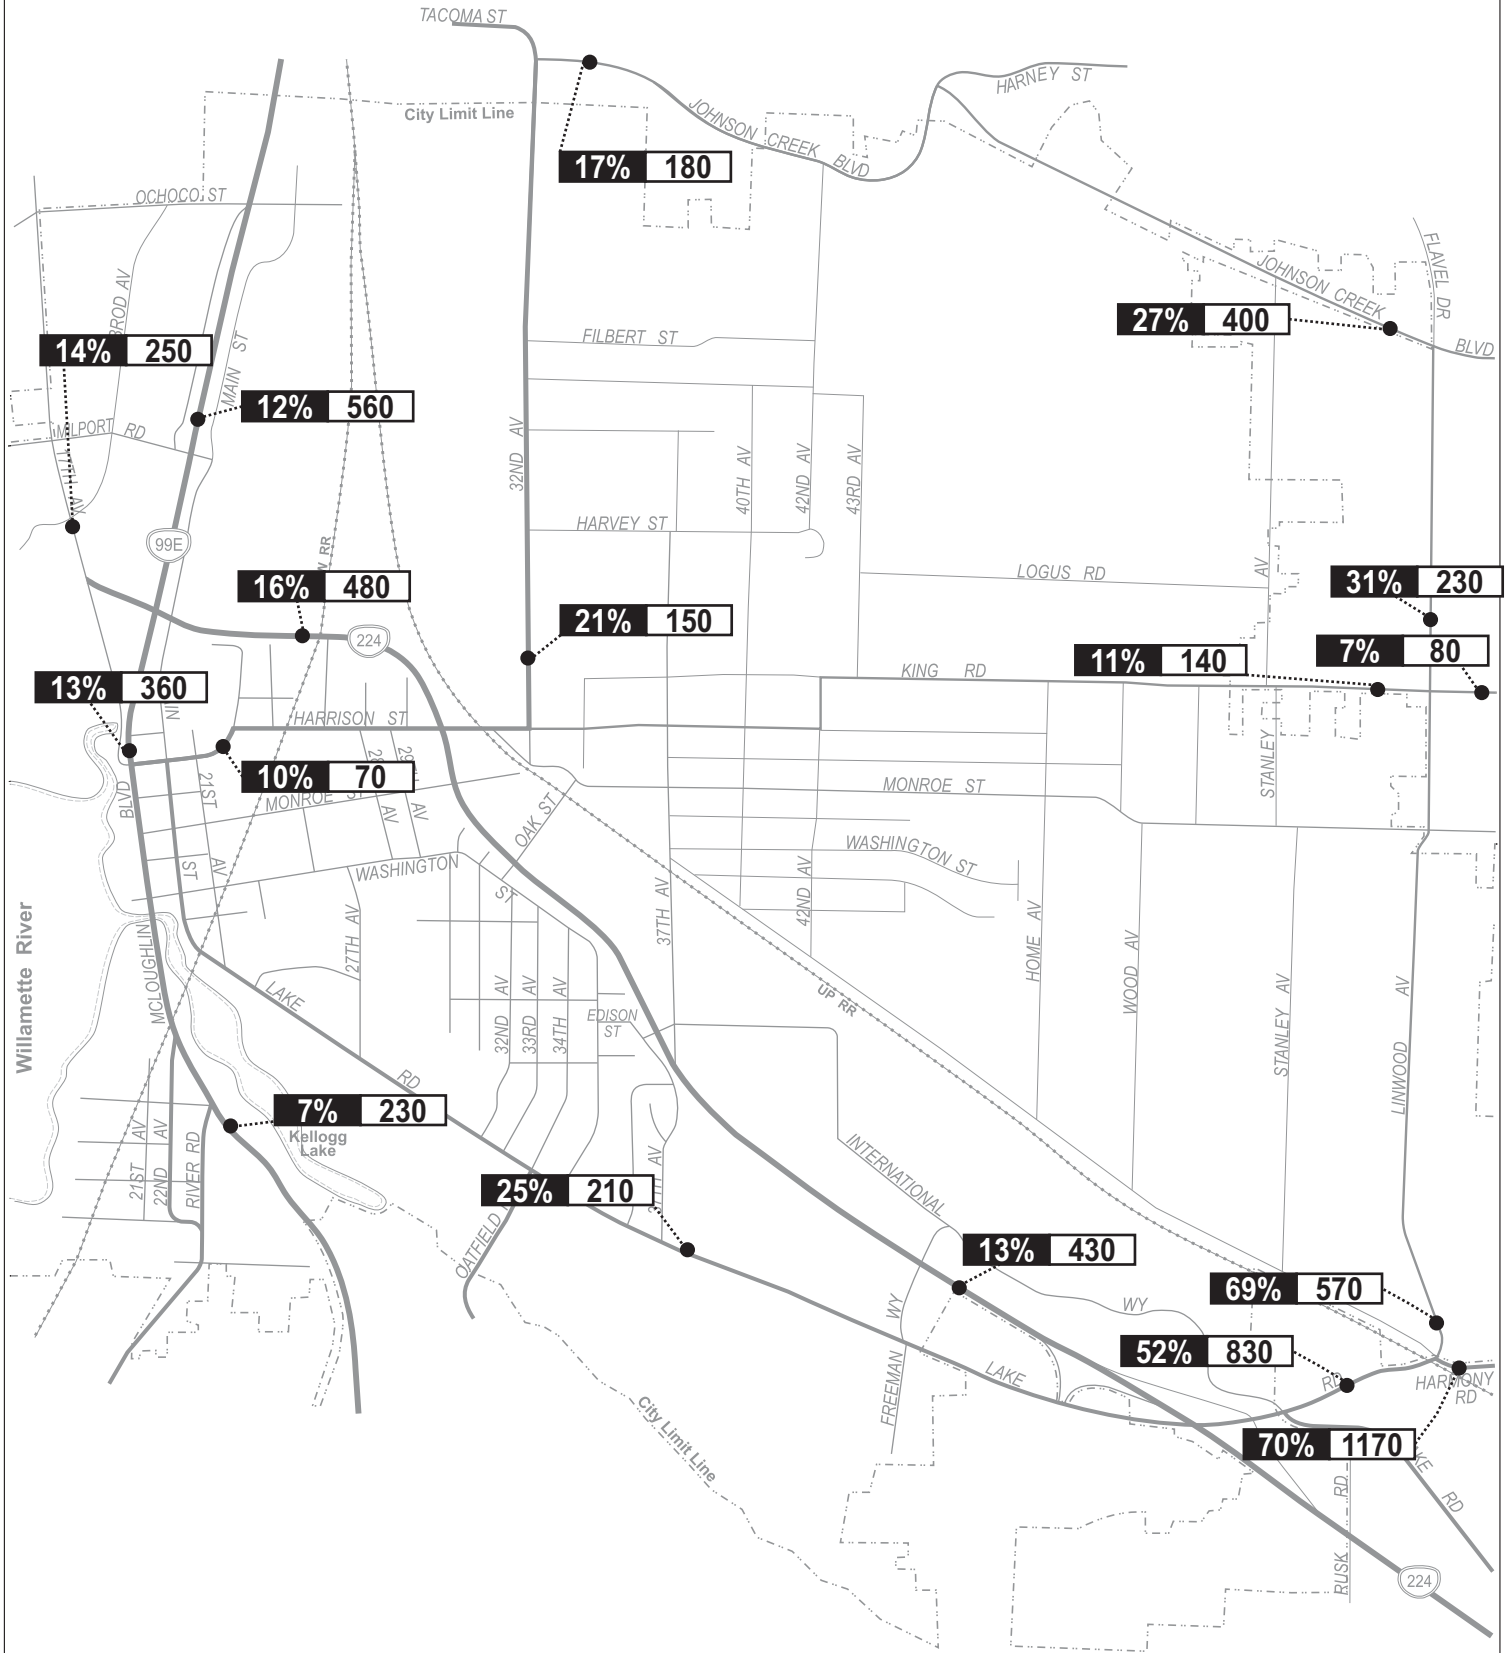 TACOMA ST
HARNEY ST
City Limit Line
JOHNSON CREEK BLVD
17% 180
OCHOCO ST
FLAVEL DR
JOHNSON CREEK BLVD
27% 400
FILBERT ST
14% 250
MAIN ST
12% 560
MILPORT RD
32ND AV
40TH AV
42ND AV
43RD AV
HARVEY ST
99E
LOGUS RD
AV
31% 230
16% 480
21% 150
224
11% 140
7% 80
KING RD
13% 360
HARRISON ST
10% 70
21ST
AV
MONROE
AV
AV
MONROE ST
STANLEY
BLVD
OAK ST
WASHINGTON ST
WASHINGTON ST
ST
42ND AV
37TH AV
27TH AV
HOME AV
WOOD AV
STANLEY AV
LINWOOD AV
Willamette River
MCLOUGHLIN
LAKE RD
32ND AV
33RD AV
34TH AV
EDISON
ST
UP RR
7% 230
Kellogg
Lake
21ST AV
22ND AV
RIVER RD
INTERNATIONAL WY
25% 210
OATFIELD
13% 430
69% 570
52% 830
FREEMAN WY
LAKE RD
HARMONY
RD
City Limit Line
70% 1170
RD
RUSK RD
224